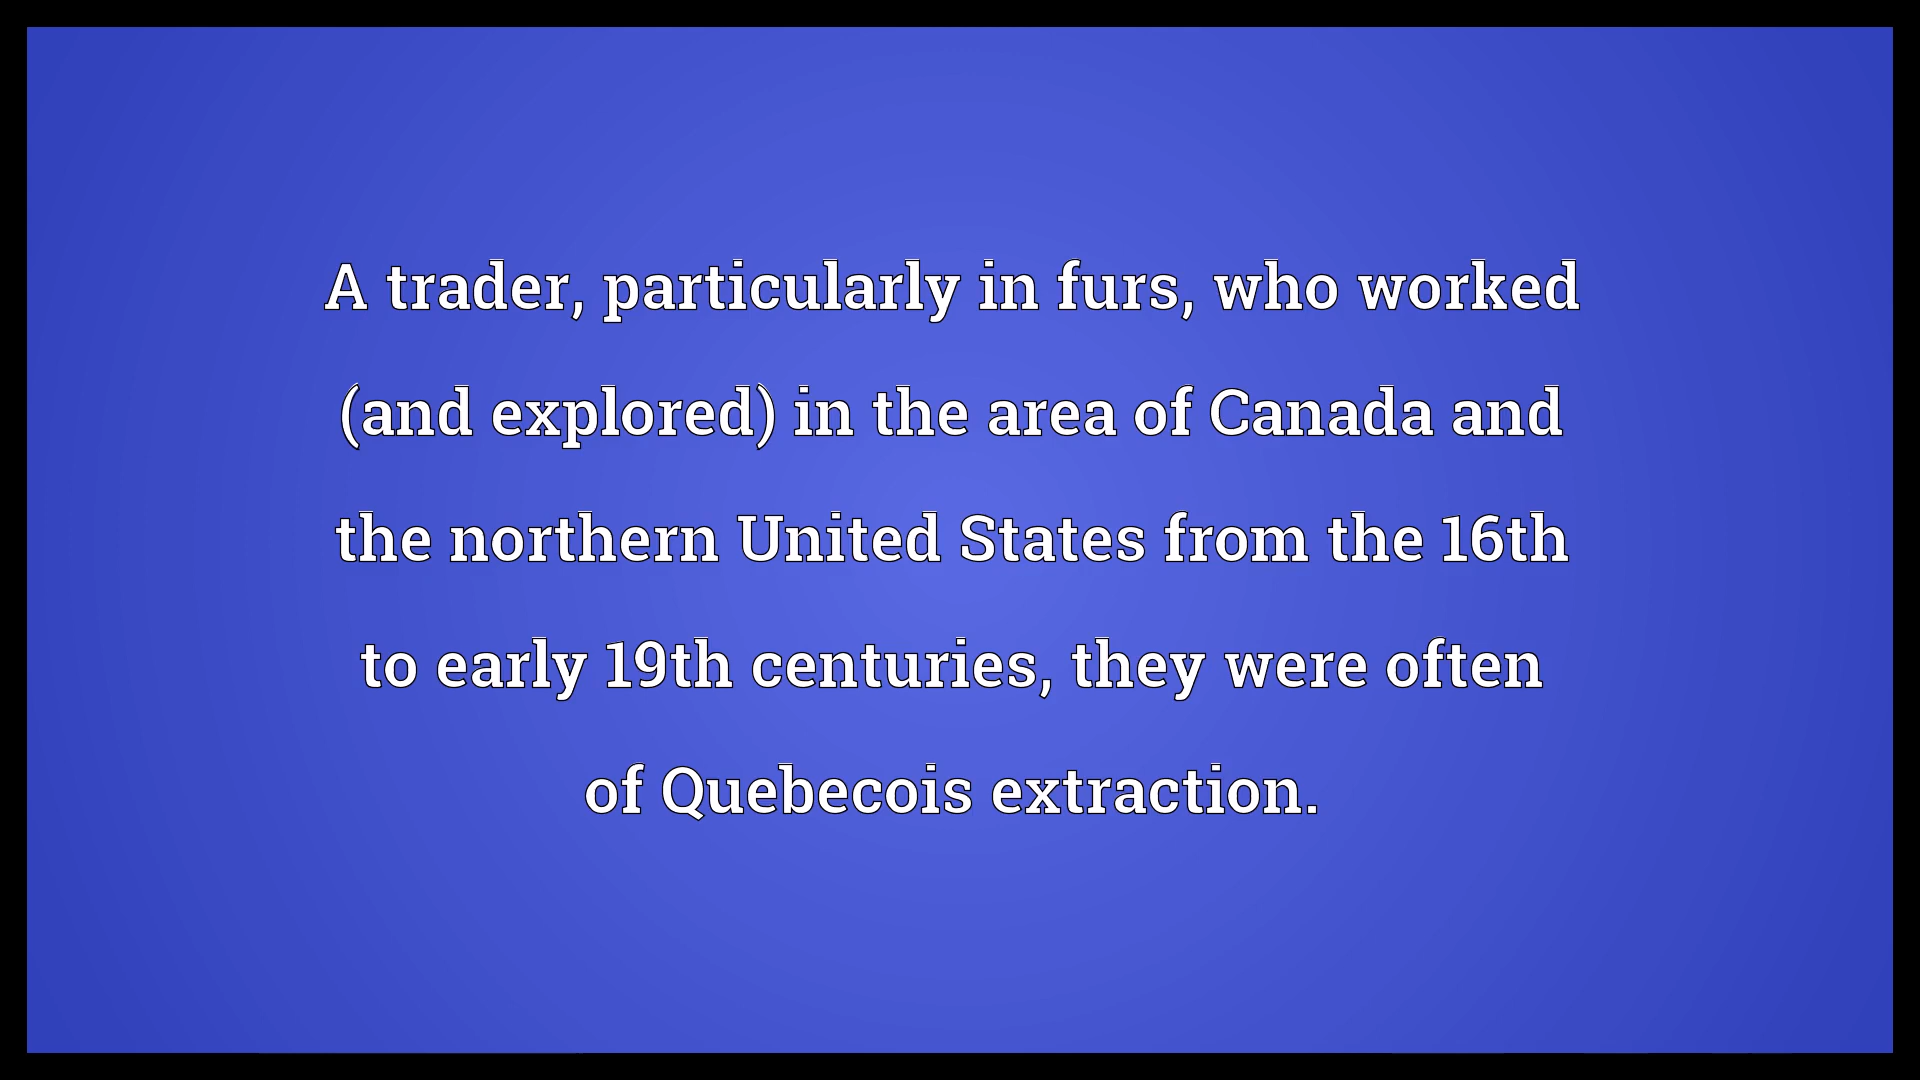 A trader, particularly in furs, who worked
(and explored) in the area of Canada and
the northern United States from the 16th
to early 19th centuries, they were often
of Quebecois extraction.